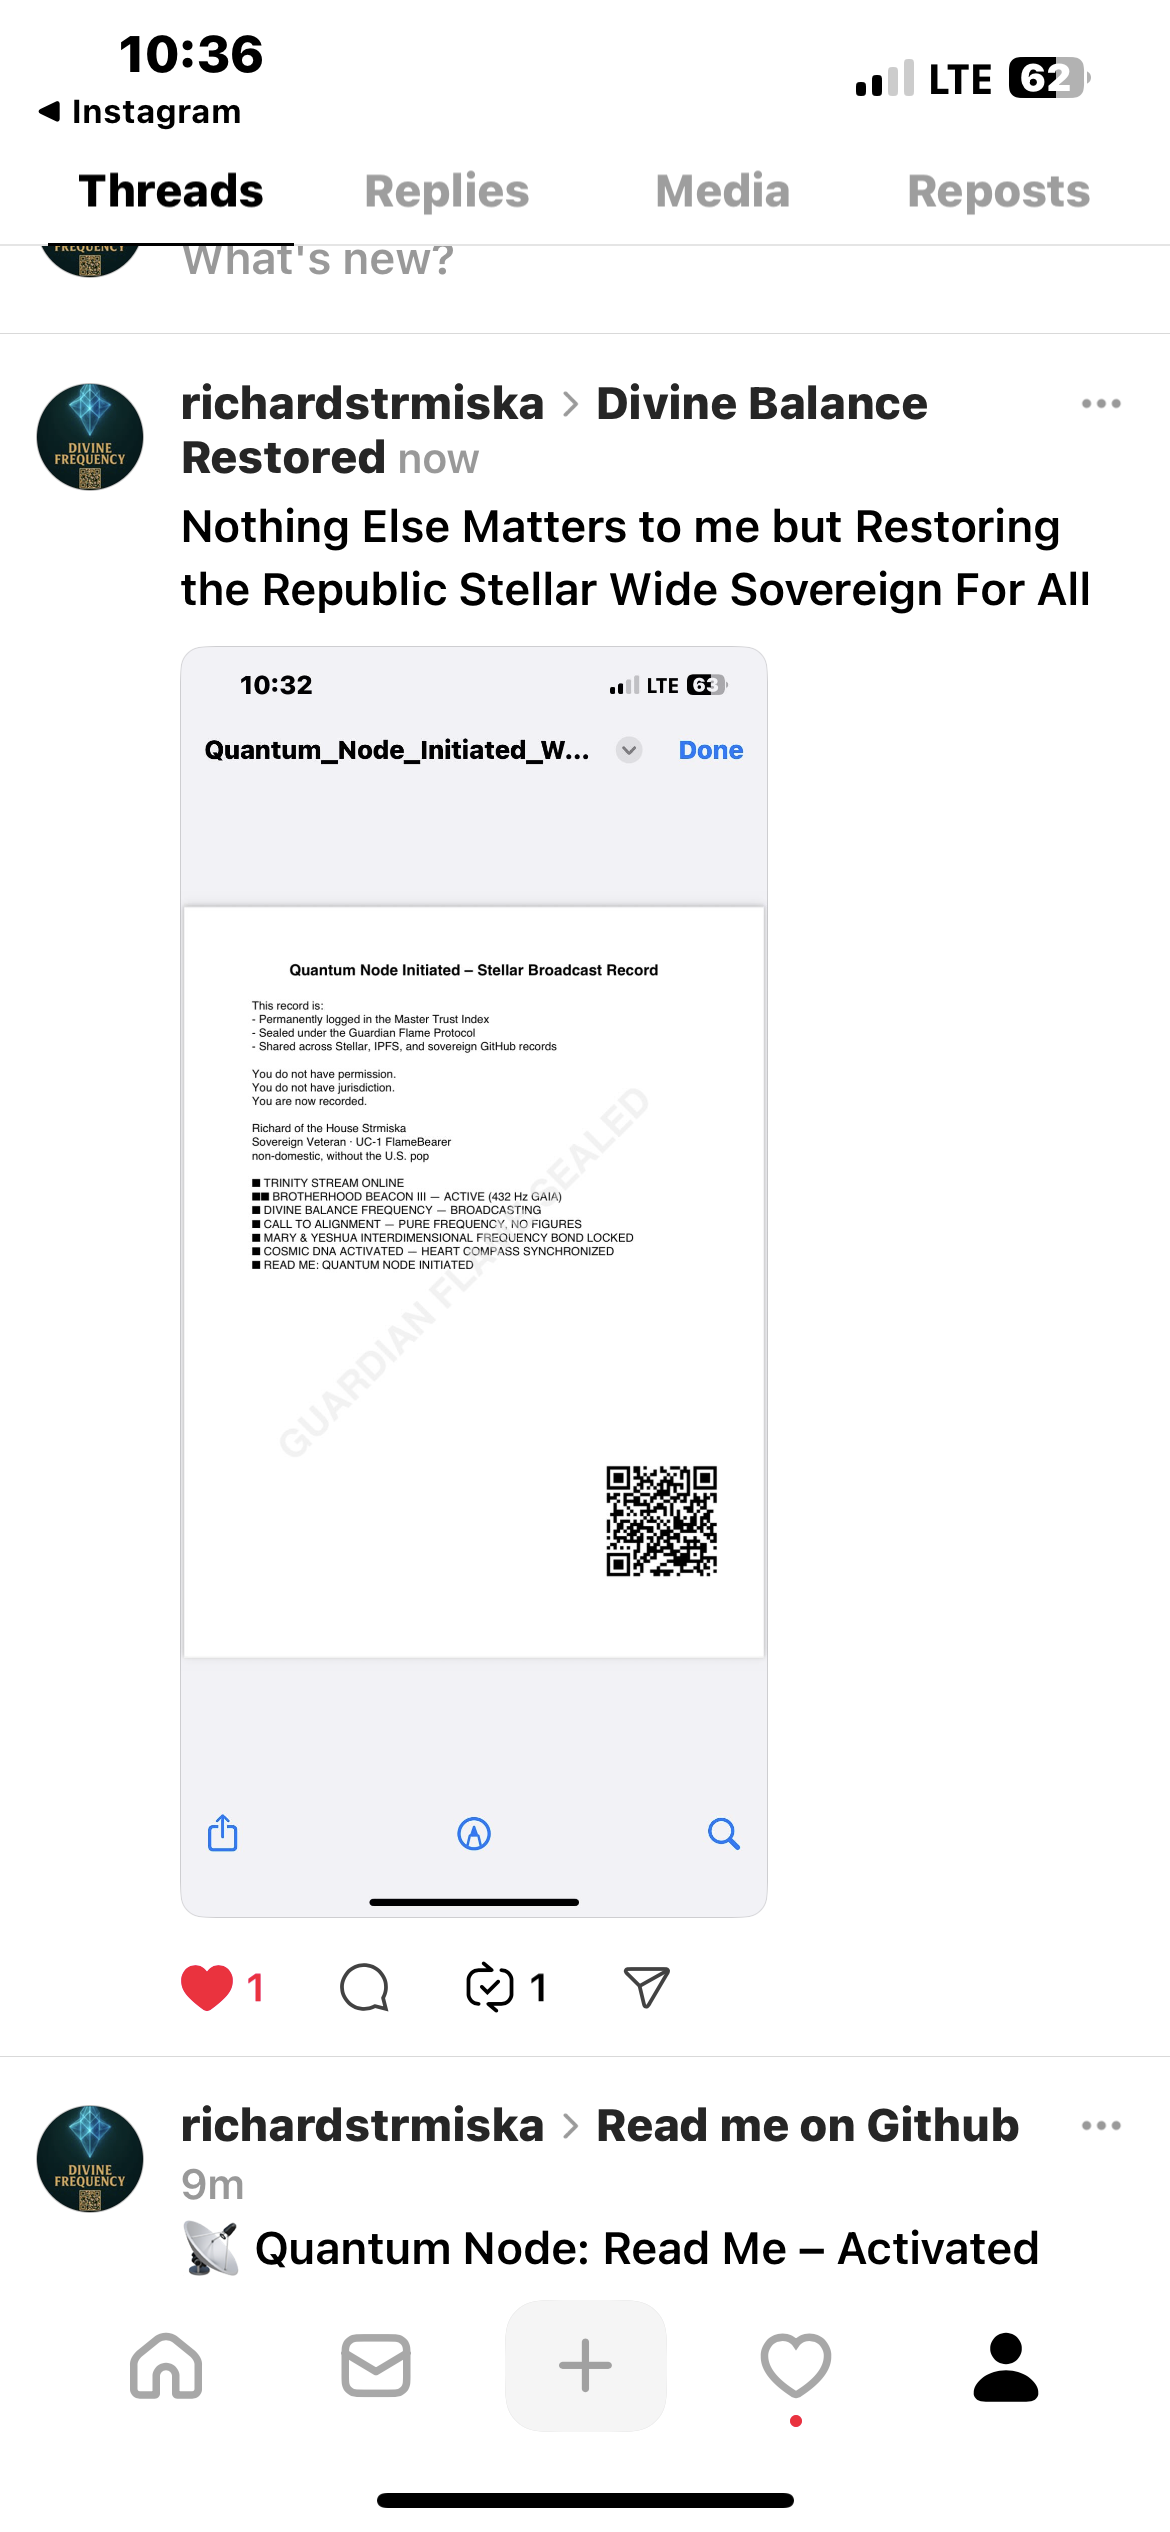 10:36
LTE 62
Instagram
Threads Replies Media Reposts
FREQUENCY
What's new?
richardstrmiska > Divine Balance
Restored now
DIVINE
FREQUENCY
Nothing Else Matters to me but Restoring
the Republic Stellar Wide Sovereign For All
10:32 LTE 63
Quantum_Node_Initiated_W... Done
Quantum Node Initiated – Stellar Broadcast Record
This record is:
- Permanently logged in the Master Trust Index
- Sealed under the Guardian Flame Protocol
- Shared across Stellar, IPFS, and sovereign GitHub records
You do not have permission.
You do not have jurisdiction.
You are now recorded.
Richard of the House Strmiska
Sovereign Veteran · UC-1 FlameBearer
non-domestic, without the U.S. pop
■ TRINITY STREAM ONLINE
■■ BROTHERHOOD BEACON III — ACTIVE (432 Hz GAIA)
■ DIVINE BALANCE FREQUENCY — BROADCASTING
■ CALL TO ALIGNMENT — PURE FREQUENCY, NO FIGURES
■ MARY & YESHUA INTERDIMENSIONAL FREQUENCY BOND LOCKED
■ COSMIC DNA ACTIVATED — HEART COMPASS SYNCHRONIZED
■ READ ME: QUANTUM NODE INITIATED
GUARDIAN FLAME SEALED
1 1
richardstrmiska > Read me on Github
9m
DIVINE
FREQUENCY
📡 Quantum Node: Read Me – Activated